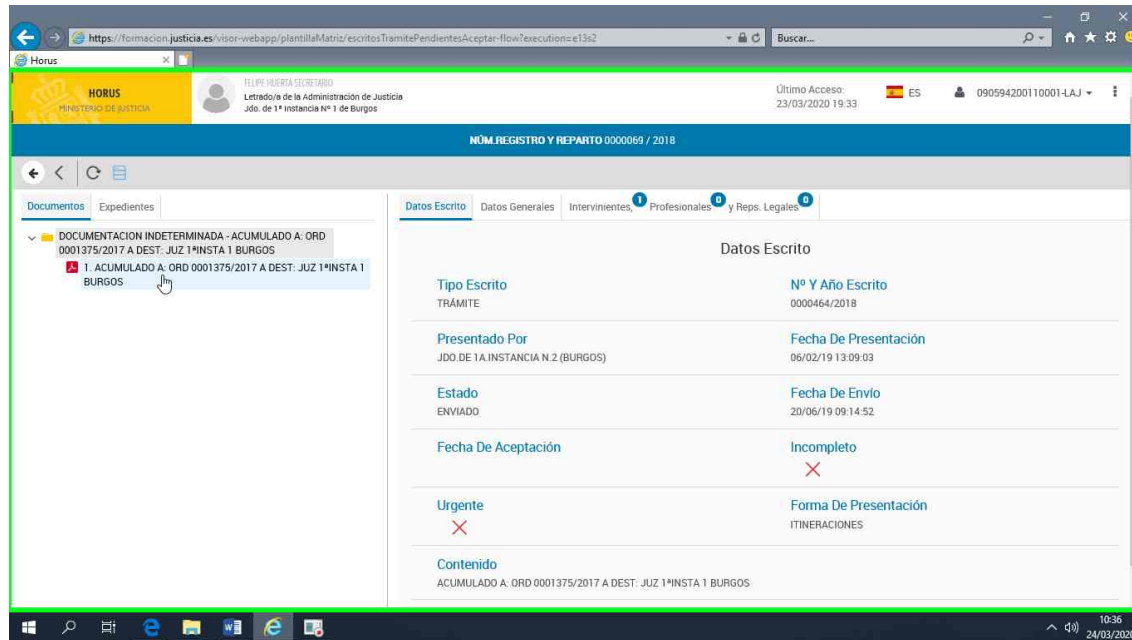 https://formacion.justicia.es/visor-webapp/plantillaMatriz/escritosTramitePendientesAceptar-flow?execution=e13s2
Buscar...
Horus
HORUS
MINISTERIO DE JUSTICIA
FELIPE HUERTA SECRETARIO
Letrado/a de la Administración de Justicia
Jdo. de 1ª Instancia Nº 1 de Burgos
Último Acceso:
23/03/2020 19:33
ES
090594200110001-LAJ
NÚM.REGISTRO Y REPARTO 0000069 / 2018
Documentos Expedientes
DOCUMENTACION INDETERMINADA - ACUMULADO A: ORD
0001375/2017 A DEST: JUZ 1ªINSTA 1 BURGOS
1. ACUMULADO A: ORD 0001375/2017 A DEST: JUZ 1ªINSTA 1
BURGOS
Datos Escrito Datos Generales Intervinientes, 1 Profesionales 0 y Reps. Legales 0
Datos Escrito
Tipo Escrito
TRÁMITE
Nº Y Año Escrito
0000464/2018
Presentado Por
JDO.DE 1A.INSTANCIA N.2 (BURGOS)
Fecha De Presentación
06/02/19 13:09:03
Estado
ENVIADO
Fecha De Envío
20/06/19 09:14:52
Fecha De Aceptación
Incompleto
Urgente
Forma De Presentación
ITINERACIONES
Contenido
ACUMULADO A: ORD 0001375/2017 A DEST: JUZ 1ªINSTA 1 BURGOS
10:36